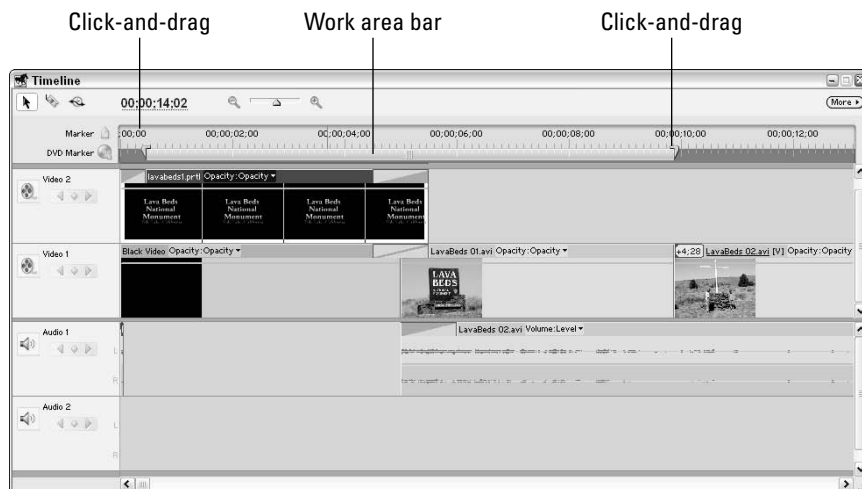 Click-and-drag Work area bar Click-and-drag
Timeline
00;00;14;02
More
Marker
;00;00 00;00;02;00 00;00;04;00 00;00;06;00 00;00;08;00 00;00;10;00 00;00;12;00
DVD Marker
Video 2
lavabeds1.prtl Opacity:Opacity
Lava Beds National Monument
Lava Beds National Monument
Lava Beds National Monument
Lava Beds National Monument
Video 1
Black Video Opacity:Opacity
LavaBeds 01.avi Opacity:Opacity
+4;28 LavaBeds 02.avi [V] Opacity:Opacity
LAVA
BEDS
Audio 1
LavaBeds 02.avi Volume:Level
L
R
Audio 2
L
R